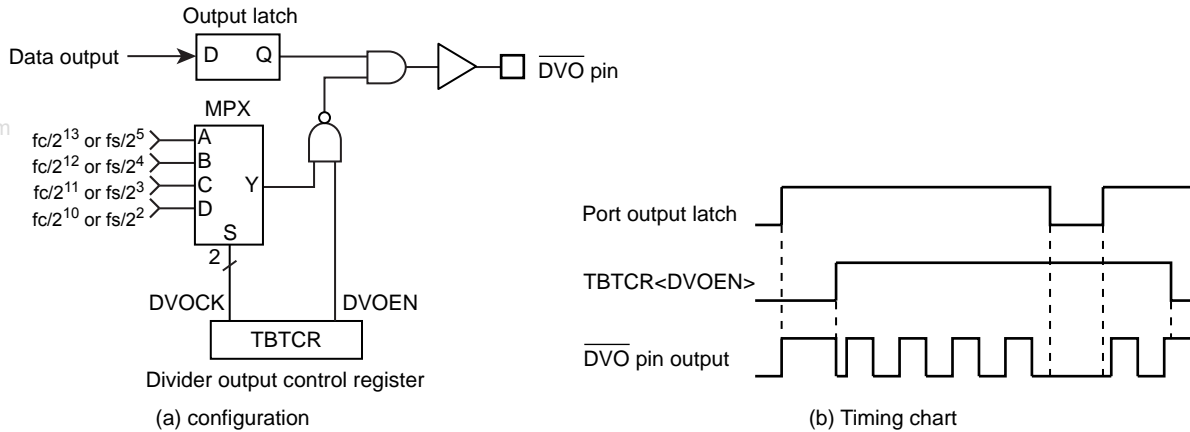 Output latch
Data output
D Q
DVO pin
MPX
m
fc/2^13 or fs/2^5
A
fc/2^12 or fs/2^4
B
fc/2^11 or fs/2^3
C
Y
fc/2^10 or fs/2^2
D
S
2
DVOCK
DVOEN
TBTCR
Divider output control register
(a) configuration
Port output latch
TBTCR<DVOEN>
DVO pin output
(b) Timing chart